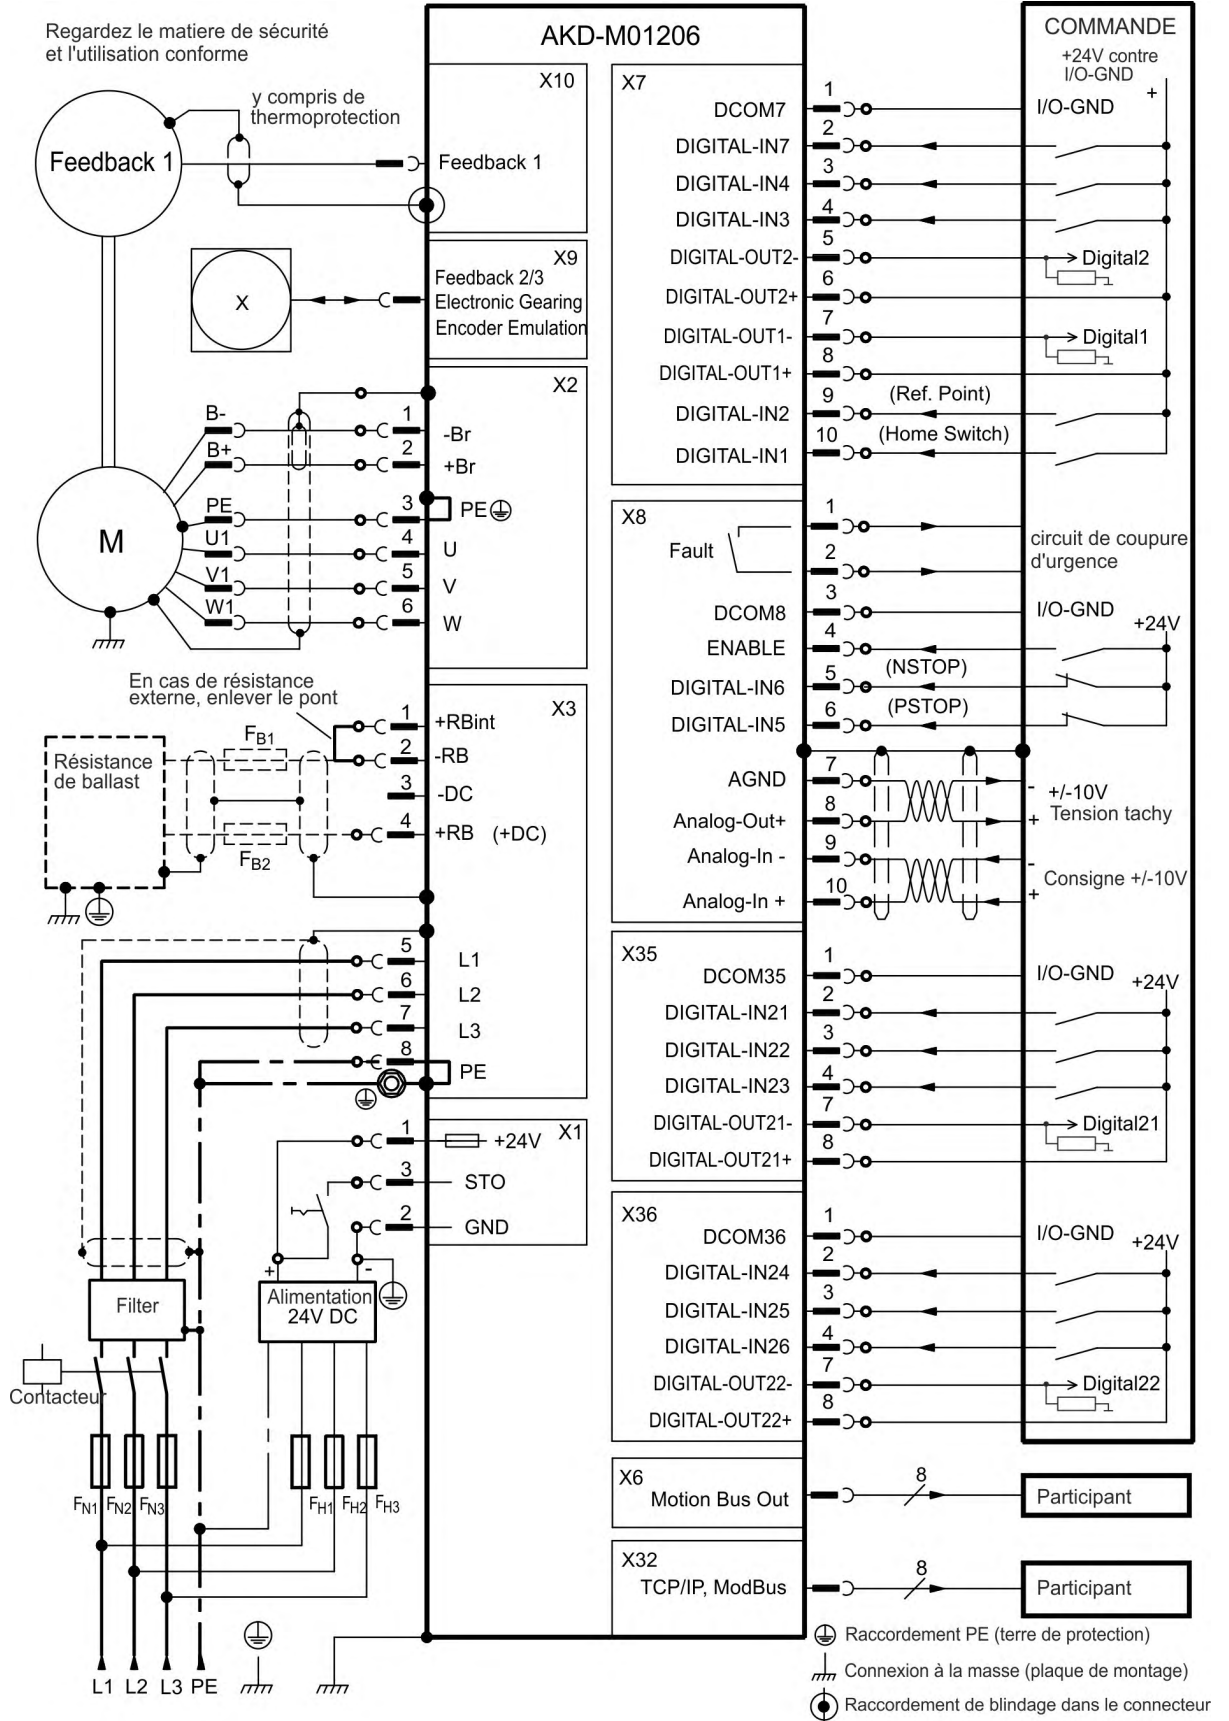 Regardez le matiere de sécurité
et l'utilisation conforme
AKD-M01206
X10
y compris de
thermoprotection
Feedback 1
Feedback 1
X9
Feedback 2/3
Electronic Gearing
Encoder Emulation
X
X2
B-
1
-Br
B+
2
+Br
PE
3
PE
U1
4
U
V1
5
V
W1
6
W
M
En cas de résistance
externe, enlever le pont
X3
Résistance
de ballast
FB1
FB2
1
+RBint
2
-RB
3
-DC
4
+RB (+DC)
5
L1
6
L2
7
L3
8
PE
X1
1
+24V
3
STO
2
GND
+
-
Alimentation
24V DC
Filter
Contacteur
FN1
FN2
FN3
FH1
FH2
FH3
L1
L2
L3
PE
X7
1
DCOM7
2
DIGITAL-IN7
3
DIGITAL-IN4
4
DIGITAL-IN3
5
DIGITAL-OUT2-
6
DIGITAL-OUT2+
7
DIGITAL-OUT1-
8
DIGITAL-OUT1+
9
DIGITAL-IN2
(Ref. Point)
10
DIGITAL-IN1
(Home Switch)
COMMANDE
+24V contre
I/O-GND
+
I/O-GND
Digital2
Digital1
X8
Fault
1
2
circuit de coupure
d'urgence
3
DCOM8
I/O-GND
+24V
4
ENABLE
5
DIGITAL-IN6
(NSTOP)
6
DIGITAL-IN5
(PSTOP)
7
AGND
-
8
Analog-Out+
+
+/-10V
Tension tachy
9
Analog-In -
-
10
Analog-In +
+
Consigne +/-10V
X35
1
DCOM35
I/O-GND
+24V
2
DIGITAL-IN21
3
DIGITAL-IN22
4
DIGITAL-IN23
7
DIGITAL-OUT21-
Digital21
8
DIGITAL-OUT21+
X36
1
DCOM36
I/O-GND
+24V
2
DIGITAL-IN24
3
DIGITAL-IN25
4
DIGITAL-IN26
7
DIGITAL-OUT22-
Digital22
8
DIGITAL-OUT22+
X6
Motion Bus Out
8
Participant
X32
TCP/IP, ModBus
8
Participant
Raccordement PE (terre de protection)
Connexion à la masse (plaque de montage)
Raccordement de blindage dans le connecteur